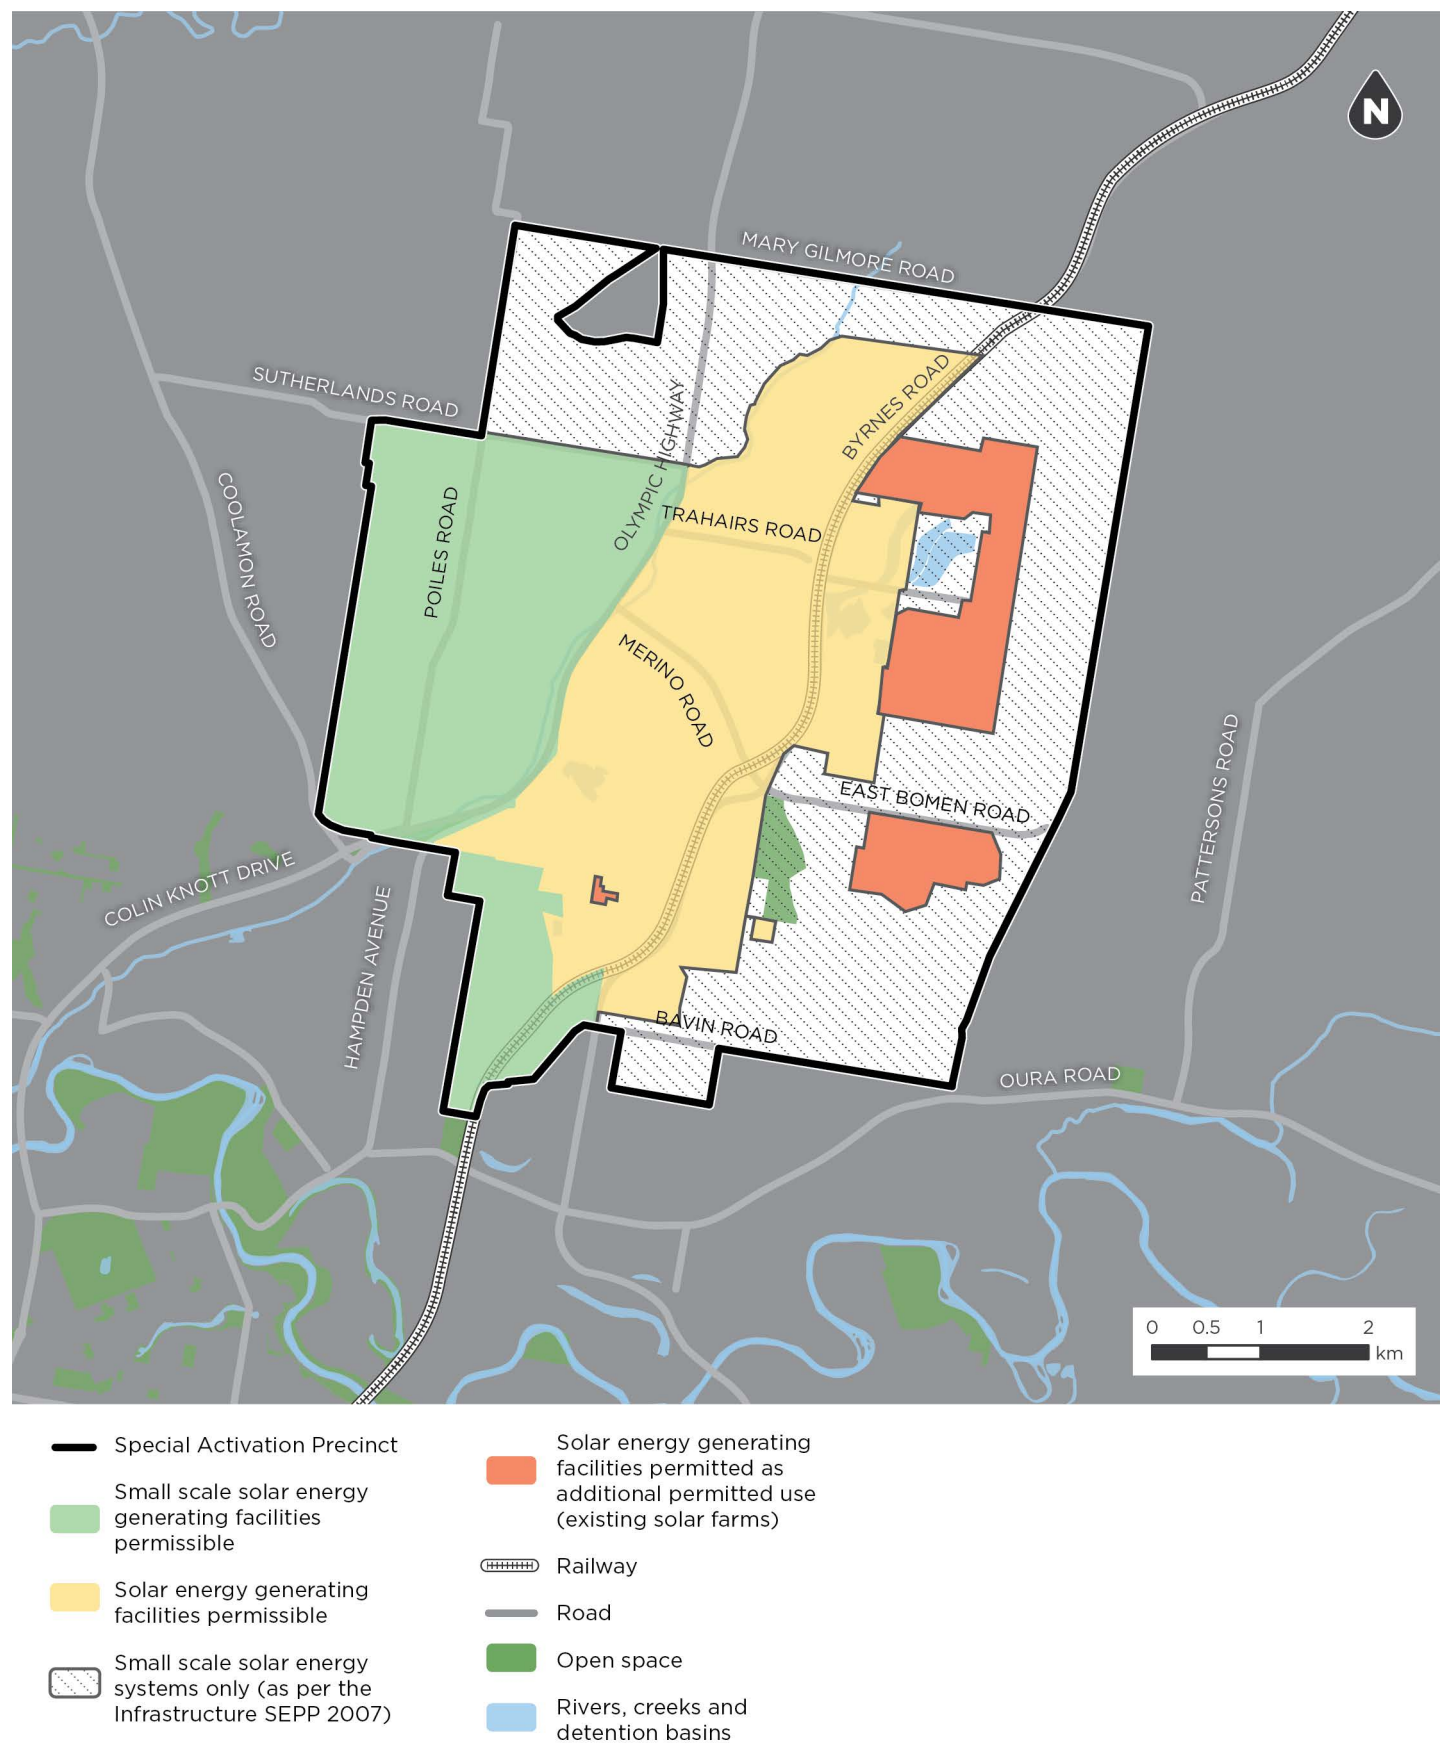 N
MARY GILMORE ROAD
SUTHERLANDS ROAD
BYRNES ROAD
OLYMPIC HIGHWAY
COOLAMON ROAD
POILES ROAD
TRAHAIRS ROAD
MERINO ROAD
PATTERSONS ROAD
EAST BOMEN ROAD
COLIN KNOTT DRIVE
HAMPDEN AVENUE
BAVIN ROAD
OURA ROAD
0 0.5 1 2
km
Special Activation Precinct
Small scale solar energy
generating facilities
permissible
Solar energy generating
facilities permissible
Small scale solar energy
systems only (as per the
Infrastructure SEPP 2007)
Solar energy generating
facilities permitted as
additional permitted use
(existing solar farms)
Railway
Road
Open space
Rivers, creeks and
detention basins